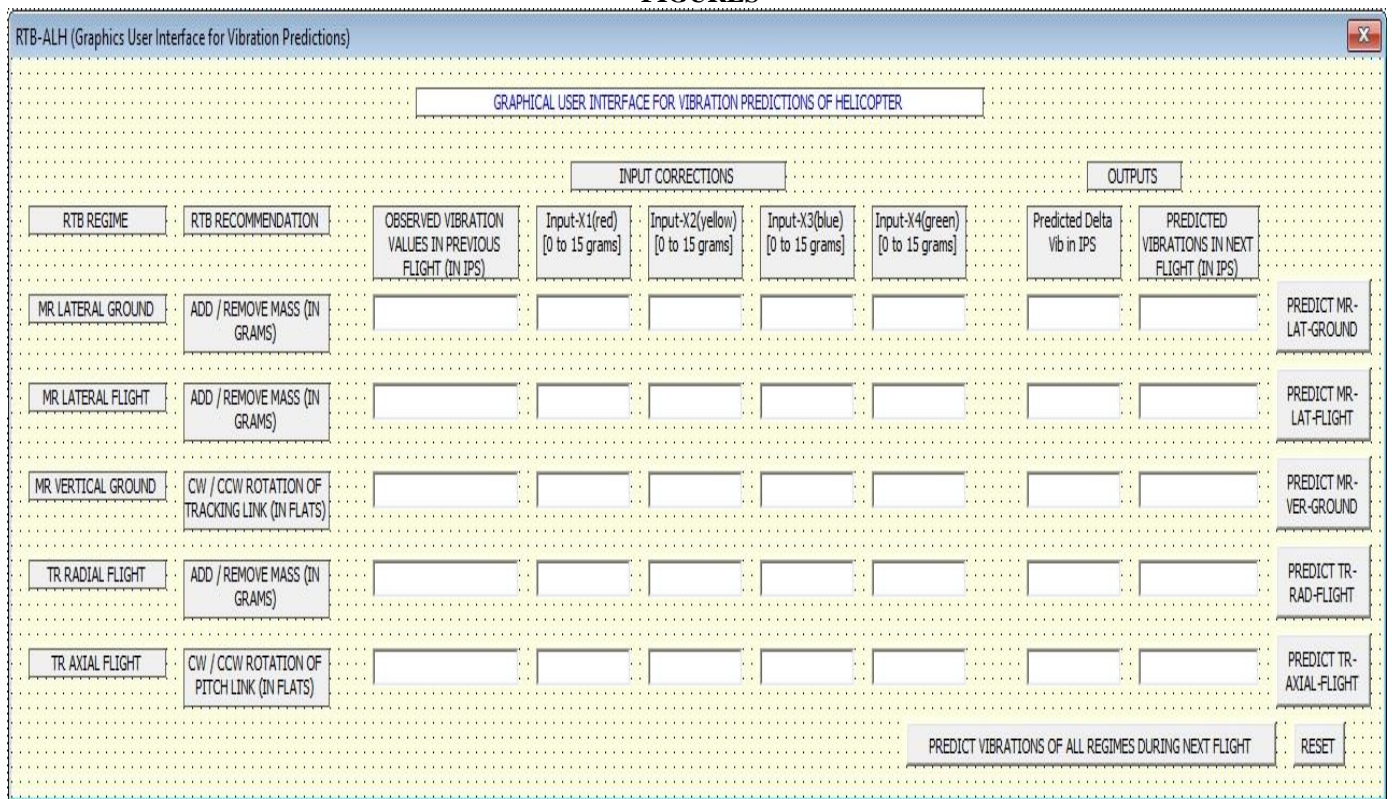 FIGURES
RTB-ALH (Graphics User Interface for Vibration Predictions)
X
GRAPHICAL USER INTERFACE FOR VIBRATION PREDICTIONS OF HELICOPTER
INPUT CORRECTIONS
OUTPUTS
RTB REGIME
RTB RECOMMENDATION
OBSERVED VIBRATION
VALUES IN PREVIOUS
FLIGHT (IN IPS)
Input-X1(red)
[0 to 15 grams]
Input-X2(yellow)
[0 to 15 grams]
Input-X3(blue)
[0 to 15 grams]
Input-X4(green)
[0 to 15 grams]
Predicted Delta
Vib in IPS
PREDICTED
VIBRATIONS IN NEXT
FLIGHT (IN IPS)
MR LATERAL GROUND
ADD / REMOVE MASS (IN
GRAMS)
PREDICT MR-
LAT-GROUND
MR LATERAL FLIGHT
ADD / REMOVE MASS (IN
GRAMS)
PREDICT MR-
LAT-FLIGHT
MR VERTICAL GROUND
CW / CCW ROTATION OF
TRACKING LINK (IN FLATS)
PREDICT MR-
VER-GROUND
TR RADIAL FLIGHT
ADD / REMOVE MASS (IN
GRAMS)
PREDICT TR-
RAD-FLIGHT
TR AXIAL FLIGHT
CW / CCW ROTATION OF
PITCH LINK (IN FLATS)
PREDICT TR-
AXIAL-FLIGHT
PREDICT VIBRATIONS OF ALL REGIMES DURING NEXT FLIGHT
RESET